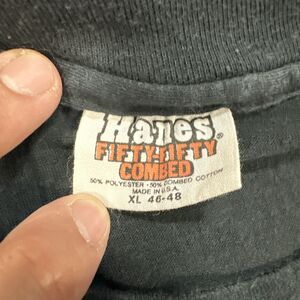 Hanes®
FIFTY-FIFTY
COMBED
50% POLYESTER - 50% COMBED COTTON
MADE IN U.S.A.
XL 46-48